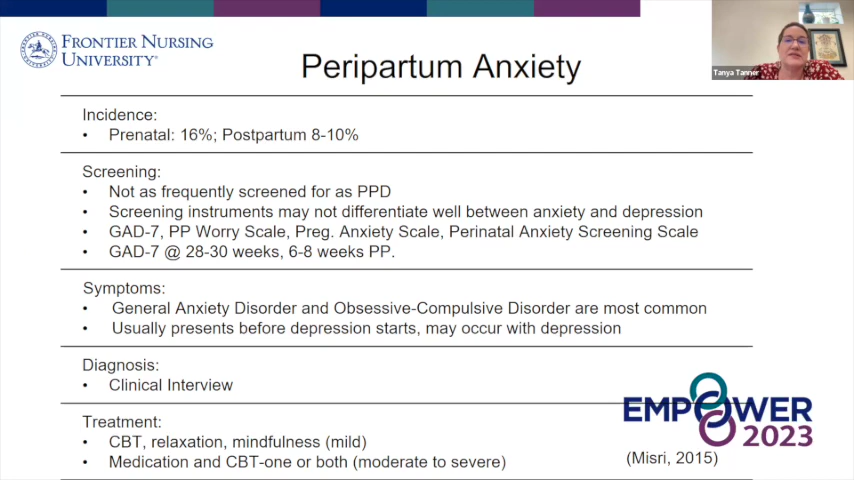 FRONTIER NURSING
UNIVERSITY®
Peripartum Anxiety
Tanya Tanner
Incidence:
• Prenatal: 16%; Postpartum 8-10%
Screening:
• Not as frequently screened for as PPD
• Screening instruments may not differentiate well between anxiety and depression
• GAD-7, PP Worry Scale, Preg. Anxiety Scale, Perinatal Anxiety Screening Scale
• GAD-7 @ 28-30 weeks, 6-8 weeks PP.
Symptoms:
• General Anxiety Disorder and Obsessive-Compulsive Disorder are most common
• Usually presents before depression starts, may occur with depression
Diagnosis:
• Clinical Interview
Treatment:
• CBT, relaxation, mindfulness (mild)
• Medication and CBT-one or both (moderate to severe)
EMPOWER
2023
(Misri, 2015)